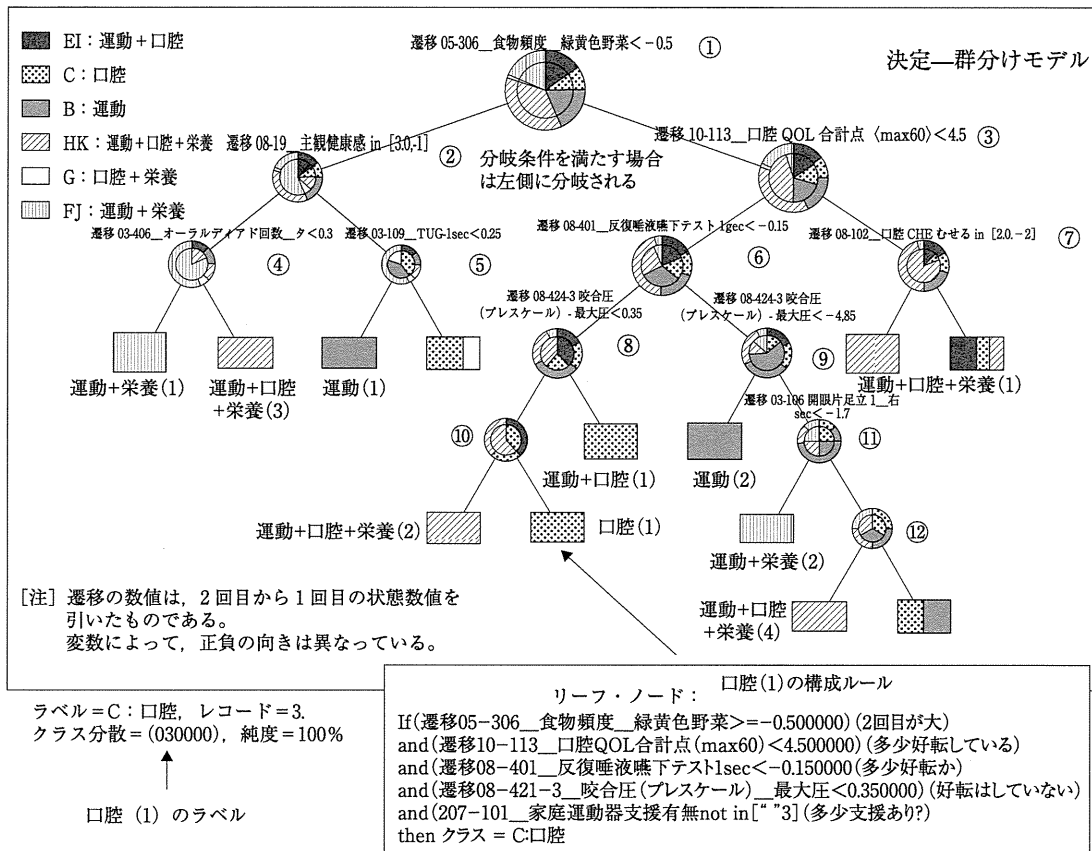 決定―群分けモデル
EI：運動＋口腔
C：口腔
B：運動
HK：運動＋口腔＋栄養
G：口腔＋栄養
FJ：運動＋栄養
遷移 05-306__食物頻度__緑黄色野菜<－0.5
①
遷移 08-19__主観健康感 in [3.0,-1]
②
分岐条件を満たす場合
は左側に分岐される
遷移 10-113__口腔 QOL 合計点〈max60〉<4.5
③
遷移 03-406__オーラルディアド回数__タ<0.3
④
遷移 03-109__TUG-1sec<0.25
⑤
遷移 08-401__反復唾液嚥下テスト 1gec<－0.15
⑥
遷移 08-102__口腔 CHE むせる in [2.0.－2]
⑦
遷移 08-424-3 咬合圧
(プレスケール) - 最大圧<0.35
⑧
遷移 08-424-3 咬合圧
(プレスケール) - 最大圧<－4,85
⑨
運動+栄養(1)
運動+口腔
+栄養(3)
運動(1)
運動+口腔+栄養(1)
遷移 03-106 開眼片足立 1__右
sec<－1.7
⑩
運動+口腔(1)
運動(2)
⑪
運動+口腔+栄養(2)
口腔(1)
運動+栄養(2)
⑫
運動+口腔
+栄養(4)
［注］遷移の数値は，2 回目から 1 回目の状態数値を
引いたものである。
変数によって，正負の向きは異なっている。
ラベル＝C：口腔，レコード＝3.
クラス分散＝(030000)，純度＝100%
口腔（1）のラベル
口腔(1)の構成ルール
リーフ・ノード：
If(遷移05－306__食物頻度__緑黄色野菜>=－0.500000)(2回目が大)
and(遷移10－113__口腔QOL合計点(max60)<4.500000)(多少好転している)
and(遷移08－401__反復唾液嚥下テスト1sec<－0.150000)(多少好転か)
and(遷移08－421－3__咬合圧(プレスケール)__最大圧<0.350000)(好転はしていない)
and(207－101__家庭運動器支援有無not in[“ ”3](多少支援あり?)
then クラス = C:口腔